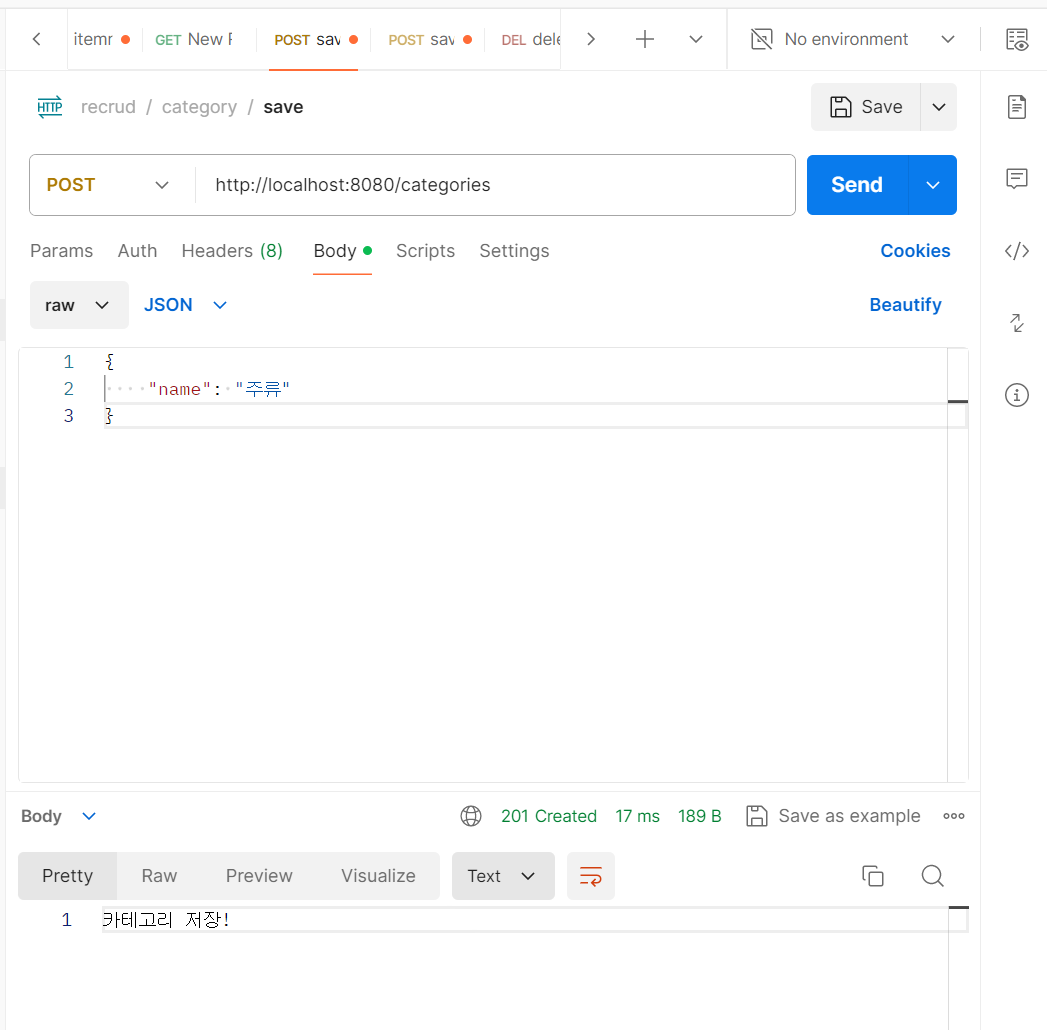 itemr GET New F POST sav POST sav DEL dele No environment
HTTP recrud / category / save Save
POST http://localhost:8080/categories Send
Params Auth Headers (8) Body Scripts Settings Cookies
raw JSON Beautify
1 {
2 "name": "주류"
3 }
Body 201 Created 17 ms 189 B Save as example
Pretty Raw Preview Visualize Text
1 카테고리 저장!